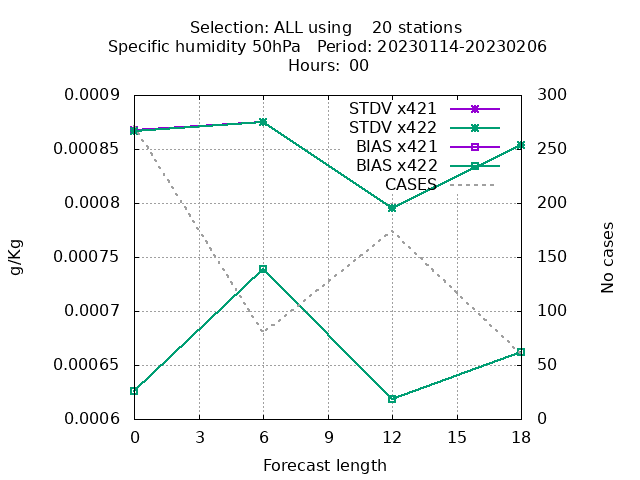 Selection: ALL using    20 stations
Specific humidity 50hPa   Period: 20230114-20230206
Hours: 00
0.0009
0.00085
0.0008
0.00075
0.0007
0.00065
0.0006
300
250
200
150
100
50
0
STDV x421
STDV x422
BIAS x421
BIAS x422
CASES
g/Kg
No cases
0 3 6 9 12 15 18
Forecast length